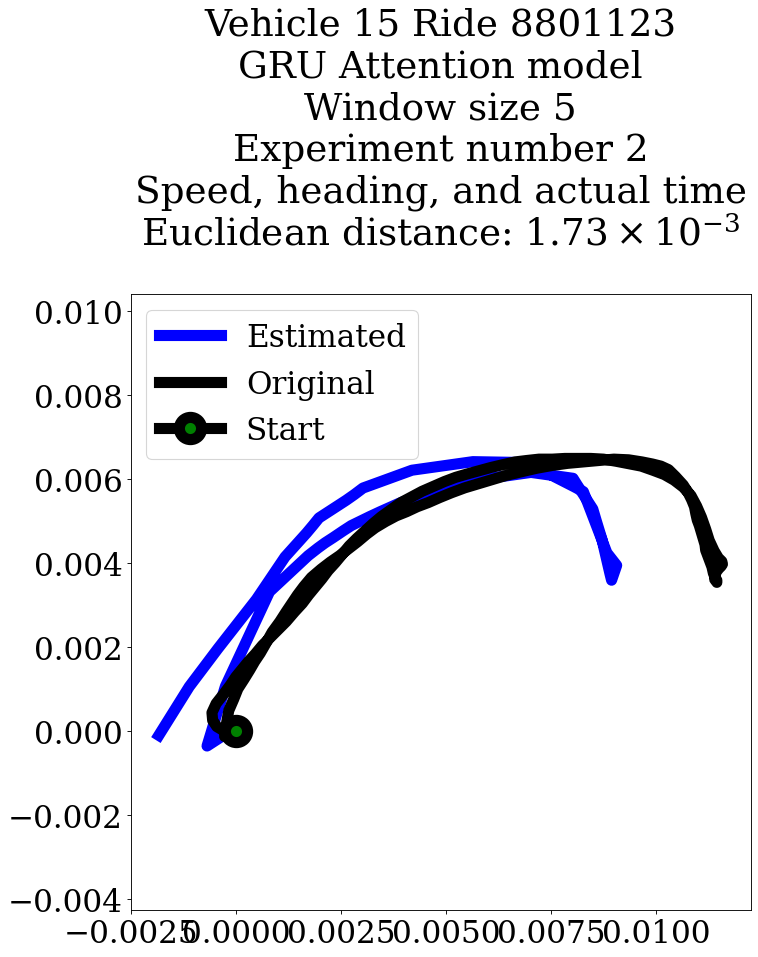 Vehicle 15 Ride 8801123
GRU Attention model
Window size 5
Experiment number 2
Speed, heading, and actual time
Euclidean distance: 1.73 × 10⁻³
0.010
0.008
0.006
0.004
0.002
0.000
−0.002
−0.004
Estimated
Original
Start
−0.0025 0.0000 0.0025 0.0050 0.0075 0.0100